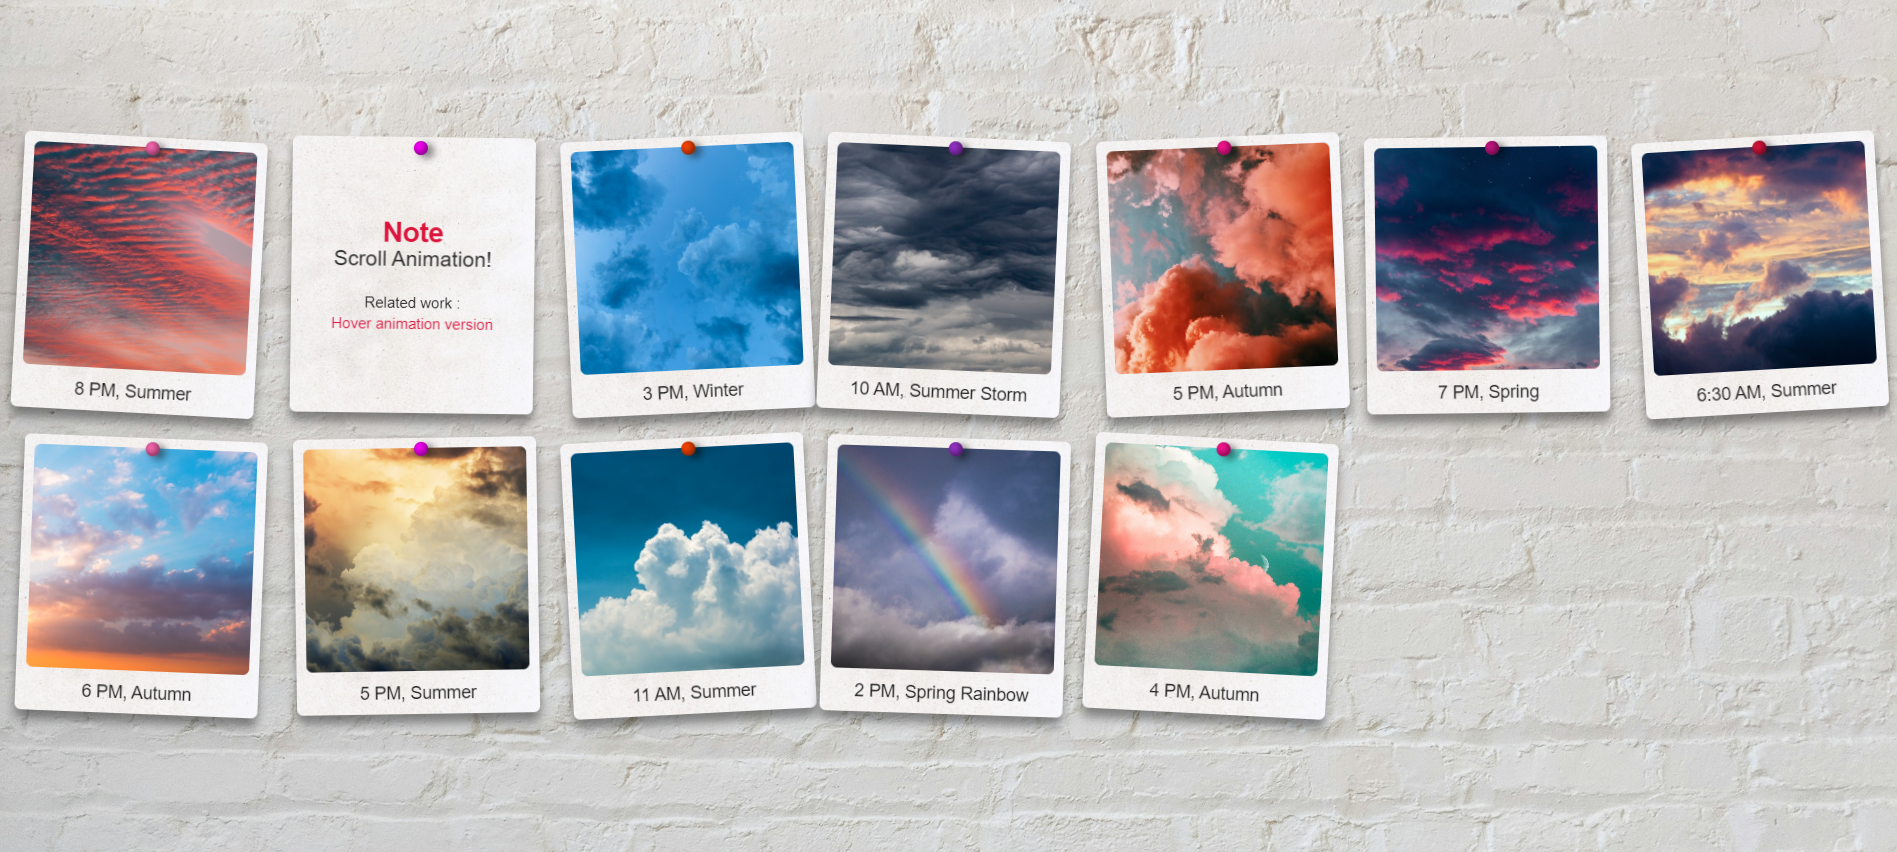 8 PM, Summer
Note
Scroll Animation!
Related work :
Hover animation version
3 PM, Winter
10 AM, Summer Storm
5 PM, Autumn
7 PM, Spring
6:30 AM, Summer
6 PM, Autumn
5 PM, Summer
11 AM, Summer
2 PM, Spring Rainbow
4 PM, Autumn